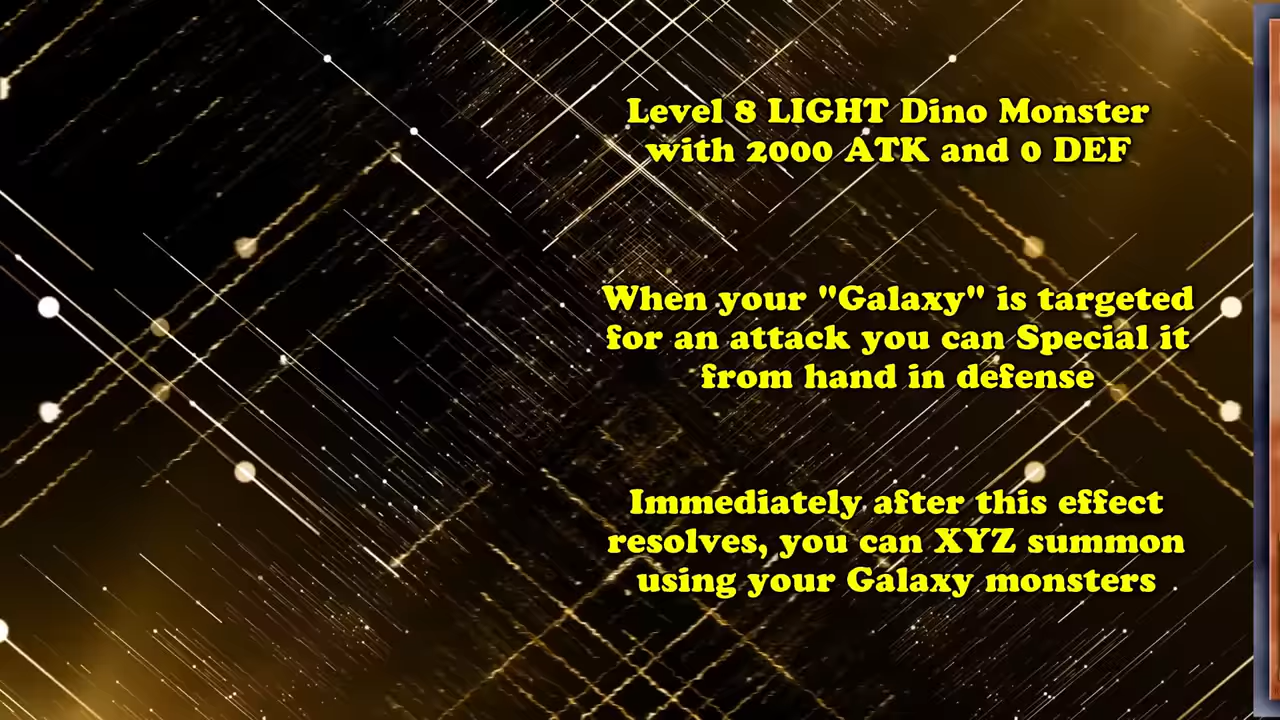 Level 8 LIGHT Dino Monster
with 2000 ATK and 0 DEF
When your "Galaxy" is targeted
for an attack you can Special it
from hand in defense
Immediately after this effect
resolves, you can XYZ summon
using your Galaxy monsters